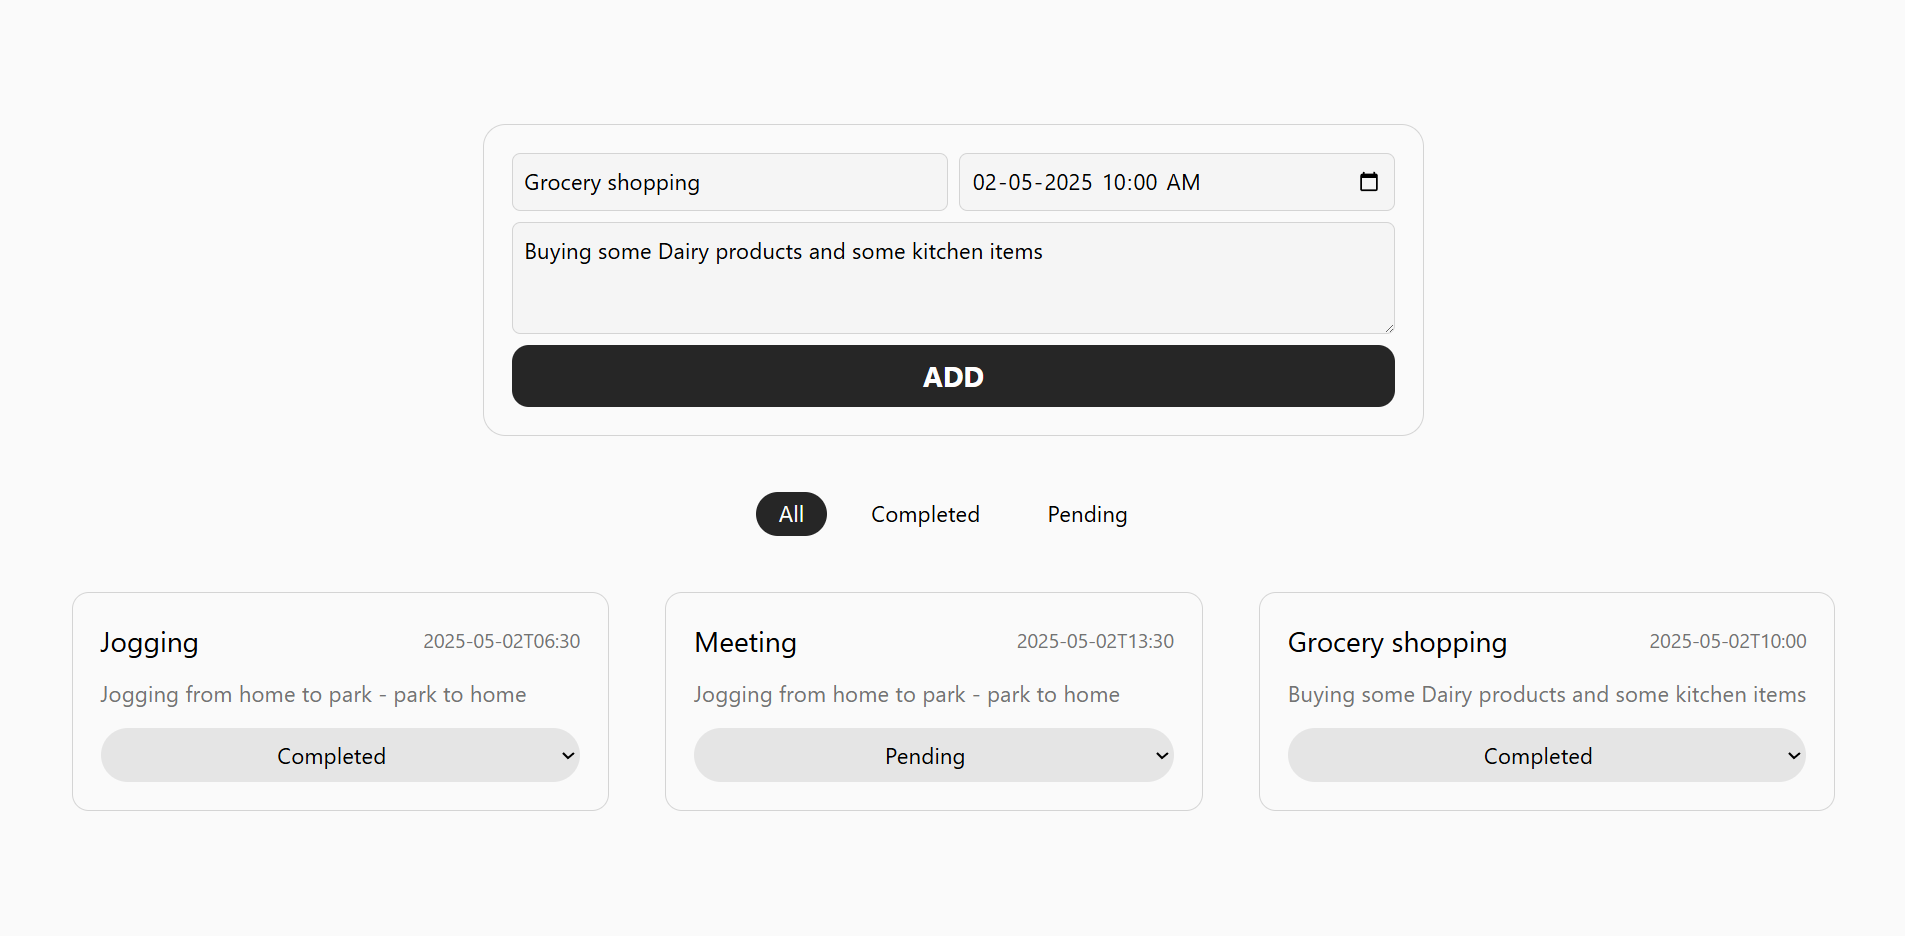 Grocery shopping
02-05-2025 10:00 AM
Buying some Dairy products and some kitchen items
ADD
All
Completed
Pending
Jogging
2025-05-02T06:30
Jogging from home to park - park to home
Completed
Meeting
2025-05-02T13:30
Jogging from home to park - park to home
Pending
Grocery shopping
2025-05-02T10:00
Buying some Dairy products and some kitchen items
Completed